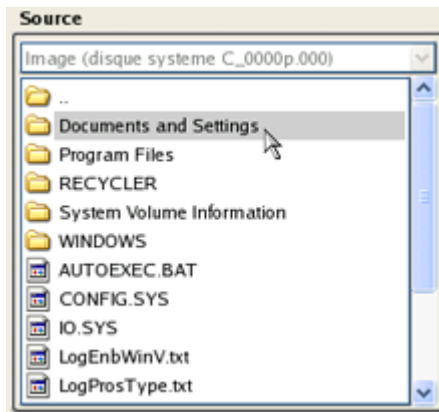 Source
Image (disque systeme C_0000p.000)
..
Documents and Settings
Program Files
RECYCLER
System Volume Information
WINDOWS
AUTOEXEC.BAT
CONFIG.SYS
IO.SYS
LogEnbWinV.txt
LogProsType.txt